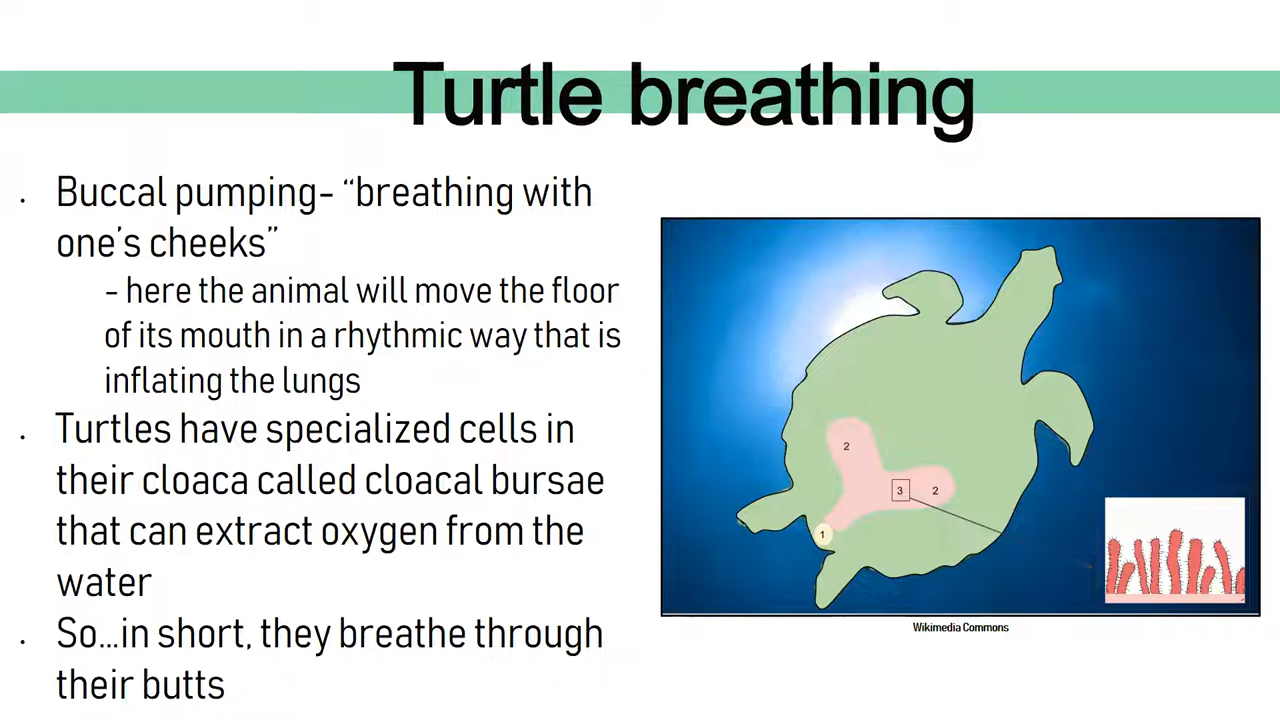 Turtle breathing
. Buccal pumping- “breathing with
one’s cheeks”
- here the animal will move the floor
of its mouth in a rhythmic way that is
inflating the lungs
. Turtles have specialized cells in
their cloaca called cloacal bursae
that can extract oxygen from the
water
. So...in short, they breathe through
their butts
2
3 2
1
Wikimedia Commons